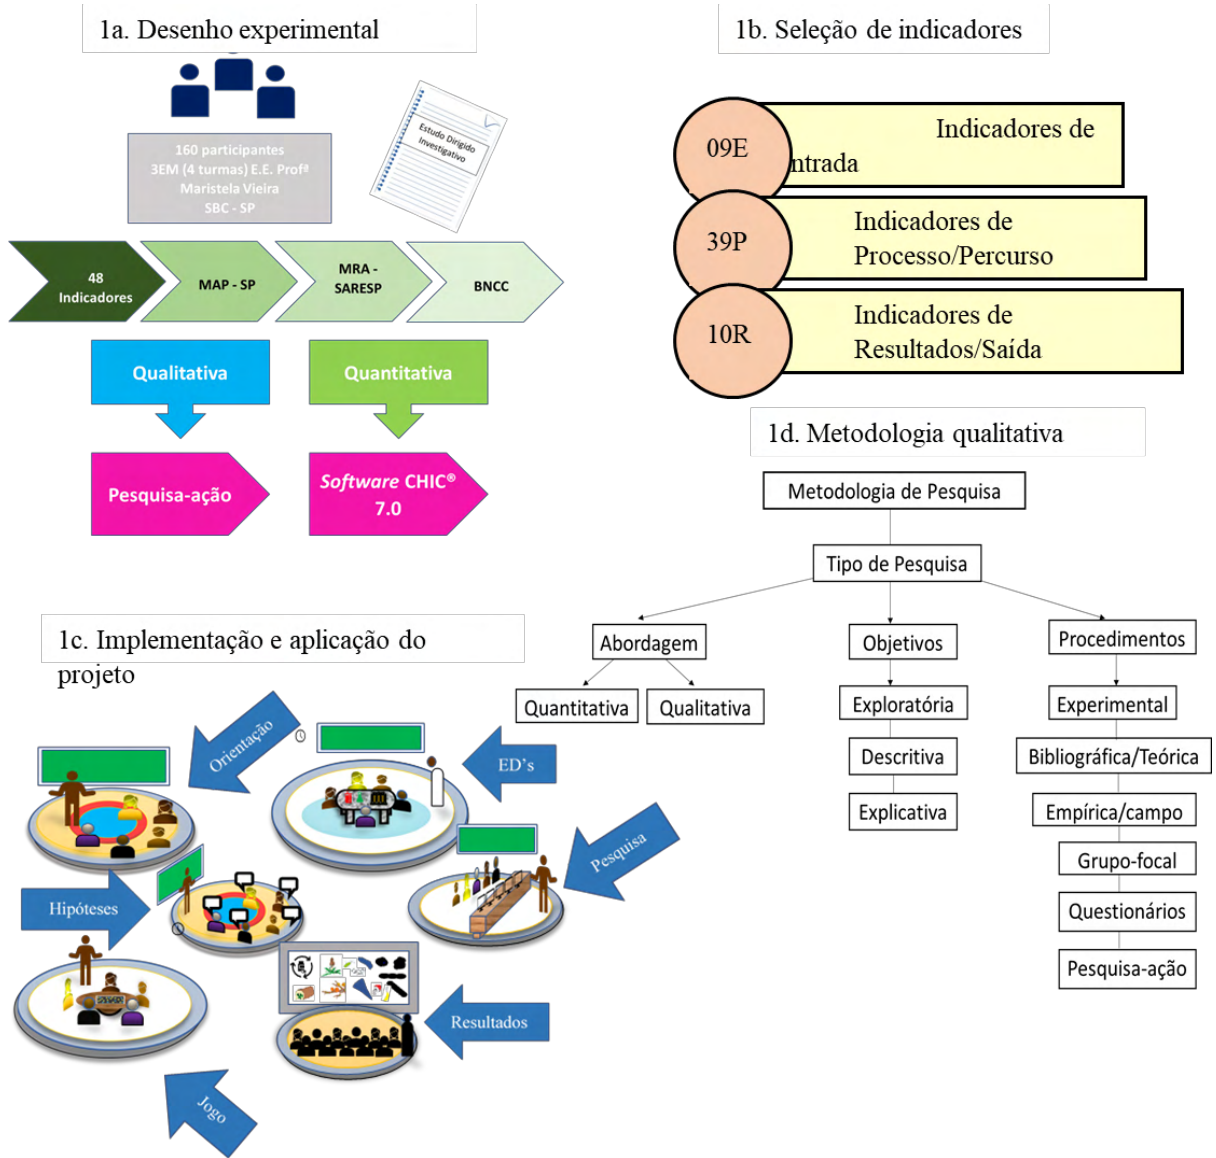 1a. Desenho experimental
160 participantes
3EM (4 turmas) E.E. Profª
Maristela Vieira
SBC - SP
Estudo Dirigido
Investigativo
48
Indicadores
MAP - SP
MRA -
SARESP
BNCC
Qualitativa
Quantitativa
Pesquisa-ação
Software CHIC®
7.0
1b. Seleção de indicadores
09E
Indicadores de
ntrada
39P
Indicadores de
Processo/Percurso
10R
Indicadores de
Resultados/Saída
1c. Implementação e aplicação do
projeto
Orientação
ED's
Pesquisa
Hipóteses
Resultados
Jogo
1d. Metodologia qualitativa
Metodologia de Pesquisa
Tipo de Pesquisa
Abordagem
Objetivos
Procedimentos
Quantitativa
Qualitativa
Exploratória
Experimental
Descritiva
Bibliográfica/Teórica
Explicativa
Empírica/campo
Grupo-focal
Questionários
Pesquisa-ação